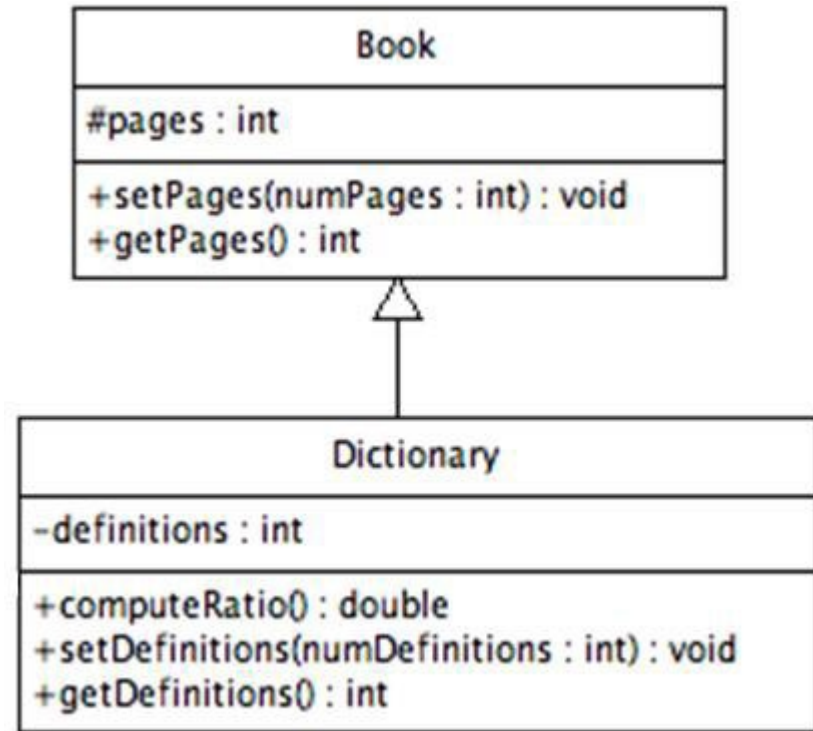 Book
#pages : int
+setPages(numPages : int) : void
+getPages() : int
Dictionary
-definitions : int
+computeRatio() : double
+setDefinitions(numDefinitions : int) : void
+getDefinitions() : int